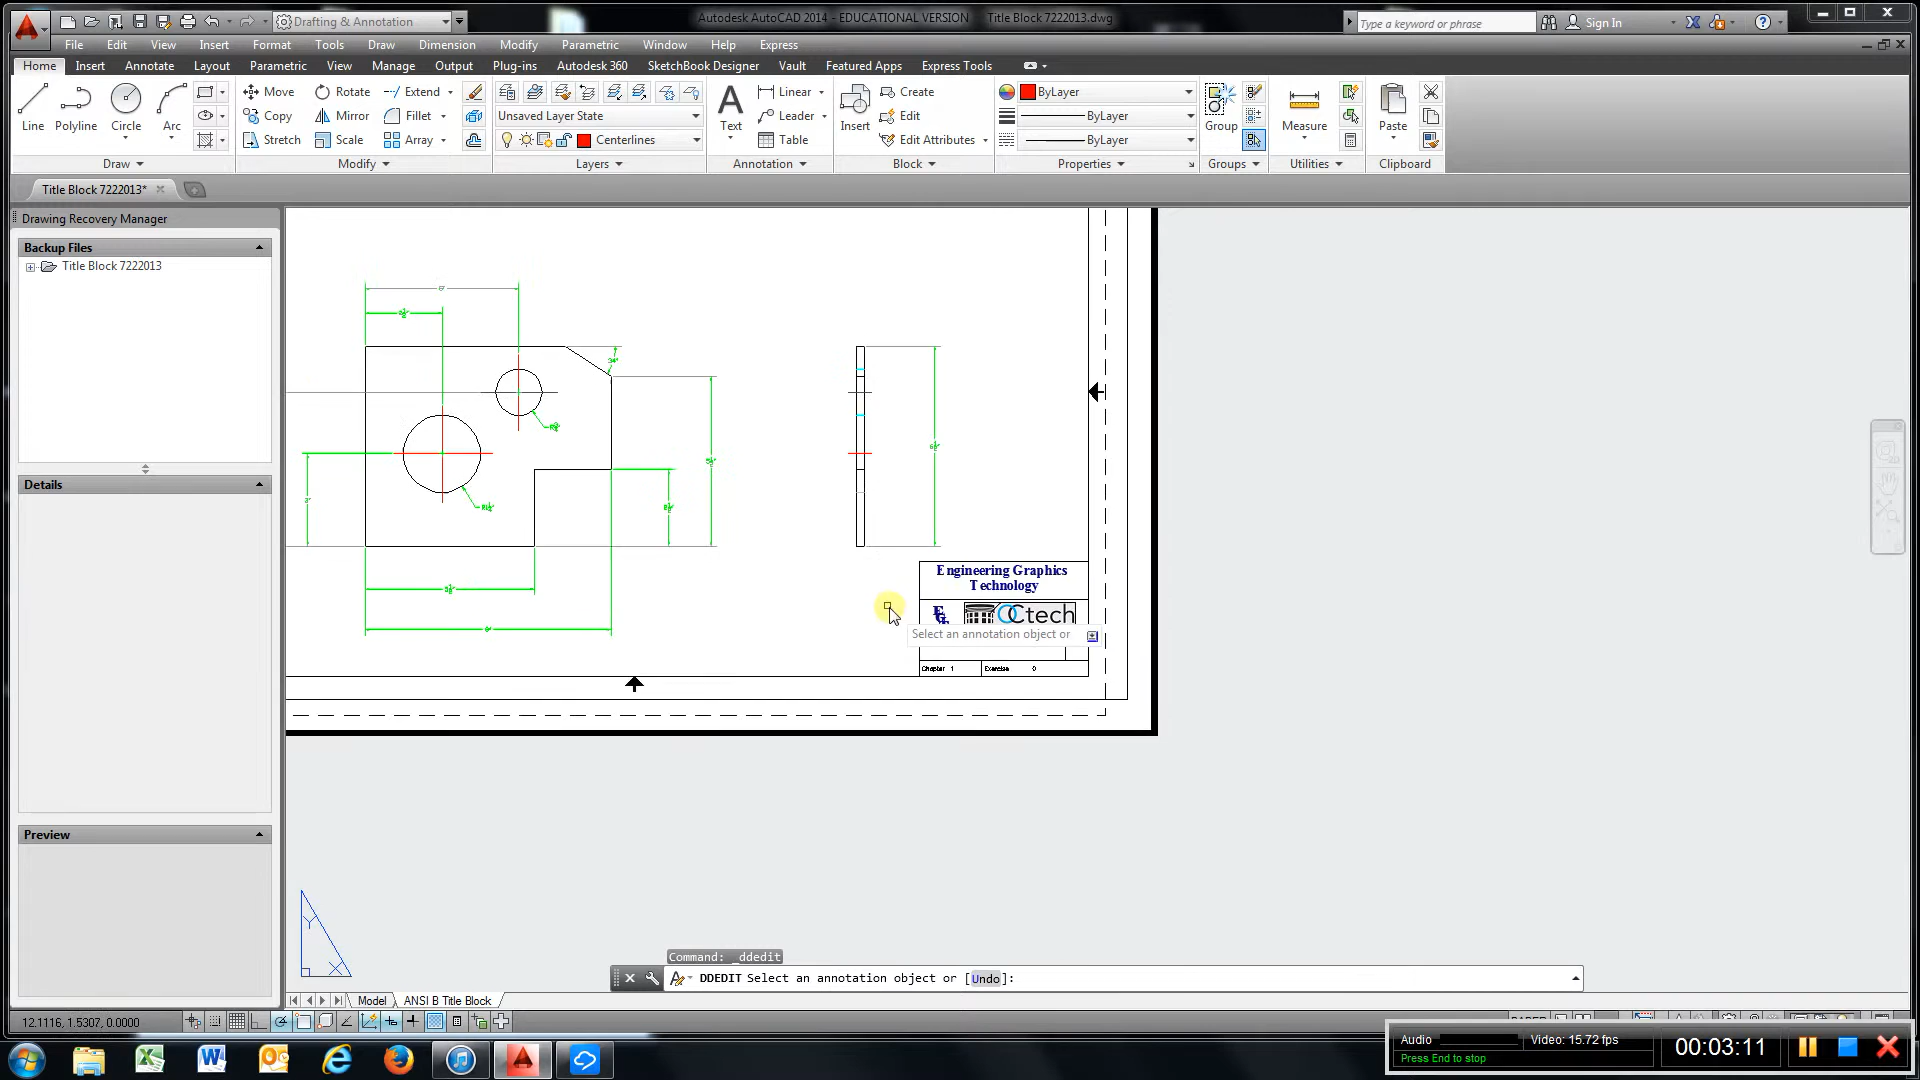 Drafting & Annotation
Autodesk AutoCAD 2014 - EDUCATIONAL VERSION Title Block 7222013.dwg
Type a keyword or phrase
Sign In
File Edit View Insert Format Tools Draw Dimension Modify Parametric Window Help Express
Home Insert Annotate Layout Parametric View Manage Output Plug-ins Autodesk 360 SketchBook Designer Vault Featured Apps Express Tools
Move Rotate Extend
Unsaved Layer State
Linear
Create
ByLayer
Line Polyline Circle Arc
Copy Mirror Fillet
Text
Leader
Insert
Edit
ByLayer
Group
Measure
Paste
Stretch Scale Array
Centerlines
Table
Edit Attributes
ByLayer
Draw Modify Layers Annotation Block Properties Groups Utilities Clipboard
Title Block 7222013*
Drawing Recovery Manager
Backup Files
Title Block 7222013
Details
Preview
Engineering Graphics
Technology
OCtech
Select an annotation object or
Chapter 1 Exercise 0
Y
X
Command: _ddedit
DDEDIT Select an annotation object or [Undo]:
Model ANSI B Title Block
12.1116, 1.5307, 0.0000
Audio
Video: 15.72 fps
00:03:11
Press End to stop